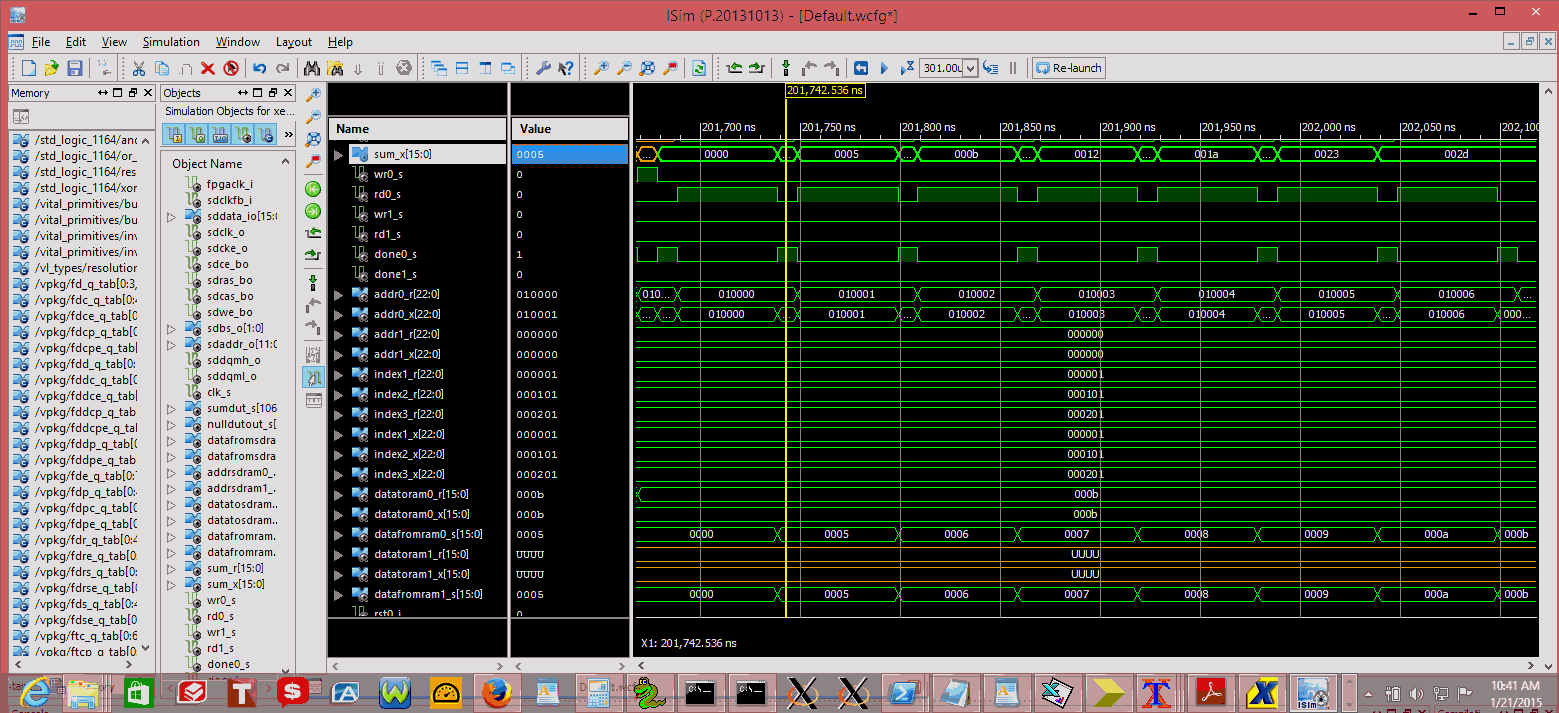 ISim (P.20131013) - [Default.wcfg*]
File Edit View Simulation Window Layout Help
301.00u Re-launch
Memory
Objects
Simulation Objects for xe...
Object Name
/std_logic_1164/and
/std_logic_1164/or_
/std_logic_1164/res
/std_logic_1164/xor
/vital_primitives/bu
/vital_primitives/bu
/vital_primitives/inv
/vital_primitives/inv
/vl_types/resolution
/vpkg/fd_q_tab[0:3,
/vpkg/fdc_q_tab[0:4
/vpkg/fdce_q_tab[0
/vpkg/fdcp_q_tab[0
/vpkg/fdcpe_q_tab[
/vpkg/fdd_q_tab[0:
/vpkg/fddc_q_tab[0
/vpkg/fddce_q_tab[
/vpkg/fddcp_q_tab[
/vpkg/fddcpe_q_tab
/vpkg/fddp_q_tab[0
/vpkg/fddpe_q_tab[
/vpkg/fde_q_tab[0:
/vpkg/fdp_q_tab[0:
/vpkg/fdpc_q_tab[0
/vpkg/fdpe_q_tab[0
/vpkg/fdr_q_tab[0:4
/vpkg/fdre_q_tab[0:
/vpkg/fdrs_q_tab[0:
/vpkg/fdrse_q_tab[0
/vpkg/fds_q_tab[0:4
/vpkg/fdse_q_tab[0:
/vpkg/ftc_q_tab[0:6
/vpkg/ftcp_q_tab[0:
fpgaclk_i
sdclkfb_i
sddata_io[15:(
sdclk_o
sdcke_o
sdce_bo
sdras_bo
sdcas_bo
sdwe_bo
sdbs_o[1:0]
sdaddr_o[11:(
sddqmh_o
sddqml_o
clk_s
sumdut_s[106
nulldutout_s[
datafromsdra
datafromsdra
addrsdram0_.
addrsdram1_.
datatosdram..
datatosdram..
datafromram.
datafromram.
sum_r[15:0]
sum_x[15:0]
wr0_s
rd0_s
wr1_s
rd1_s
done0_s
Name Value
sum_x[15:0] 0005
wr0_s 0
rd0_s 0
wr1_s 0
rd1_s 0
done0_s 1
done1_s 0
addr0_r[22:0] 010000
addr0_x[22:0] 010001
addr1_r[22:0] 000000
addr1_x[22:0] 000000
index1_r[22:0] 000001
index2_r[22:0] 000101
index3_r[22:0] 000201
index1_x[22:0] 000001
index2_x[22:0] 000101
index3_x[22:0] 000201
datatoram0_r[15:0] 000b
datatoram0_x[15:0] 000b
datafromram0_s[15:0] 0005
datatoram1_r[15:0] UUUU
datatoram1_x[15:0] UUUU
datafromram1_s[15:0] 0005
rst0_i 0
201,742.536 ns
201,700 ns 201,750 ns 201,800 ns 201,850 ns 201,900 ns 201,950 ns 202,000 ns 202,050 ns 202,100
... 0000 ... 0005 ... 000b ... 0012 ... 001a ... 0023 002d
010... 010000 010001 010002 010003 010004 010005 010006 ...
... ... 010000 ... 010001 ... 010002 ... 010003 ... 010004 ... 010005 ... 010006 000...
000000
000000
000001
000101
000201
000001
000101
000201
000b
000b
0000 0005 0006 0007 0008 0009 000a 000b
UUUU
UUUU
0000 0005 0006 0007 0008 0009 000a 000b
X1: 201,742.536 ns
10:41 AM
1/21/2015